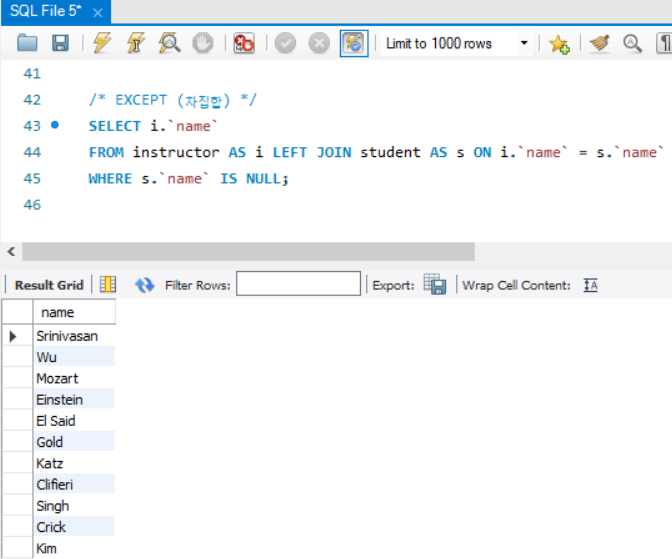 SQL File 5*
Limit to 1000 rows
41
42 /* EXCEPT (차집합) */
43 SELECT i.`name`
44 FROM instructor AS i LEFT JOIN student AS s ON i.`name` = s.`name`
45 WHERE s.`name` IS NULL;
46
Result Grid Filter Rows: Export: Wrap Cell Content: IA
name
Srinivasan
Wu
Mozart
Einstein
El Said
Gold
Katz
Clifieri
Singh
Crick
Kim